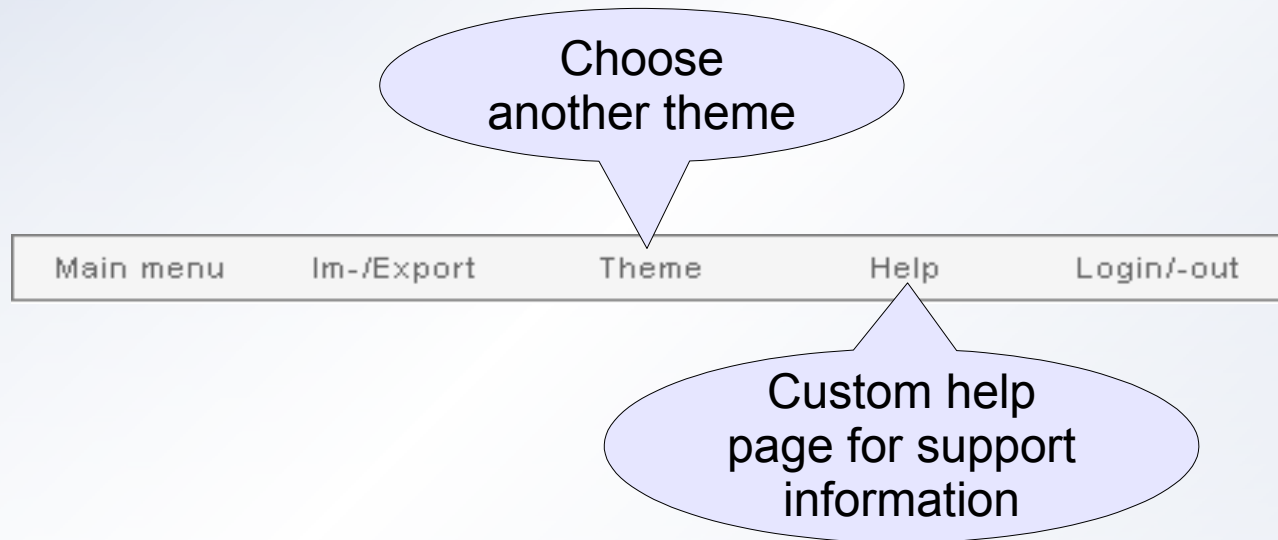 Choose
another theme
Main menu Im-/Export Theme Help Login/-out
Custom help
page for support
information